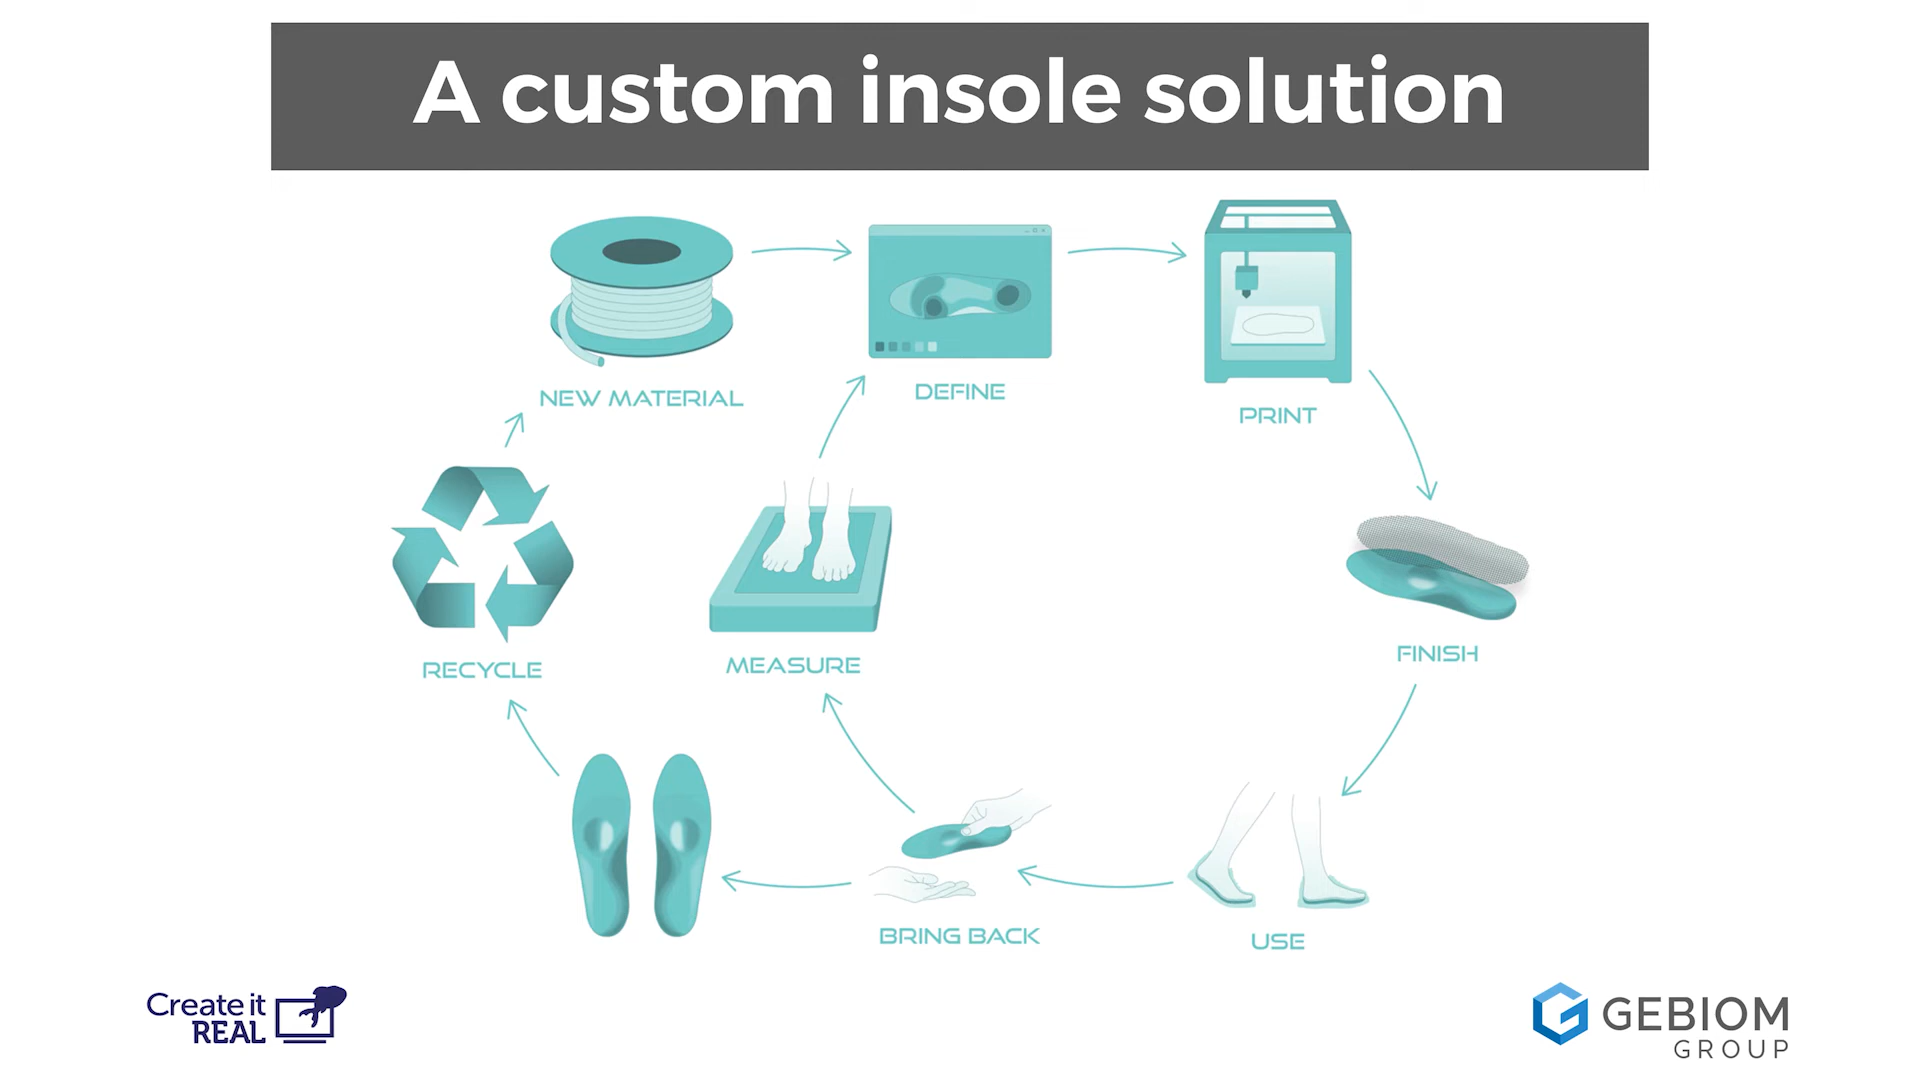 A custom insole solution
NEW MATERIAL
DEFINE
PRINT
RECYCLE
MEASURE
FINISH
BRING BACK
USE
Create it
REAL
GEBIOM
GROUP